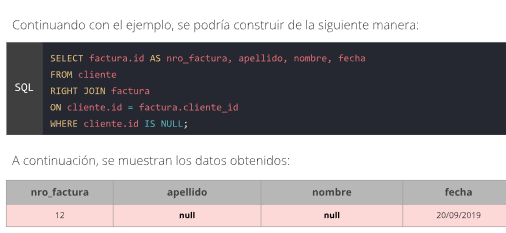 Continuando con el ejemplo, se podría construir de la siguiente manera:
SQL
SELECT factura.id AS nro_factura, apellido, nombre, fecha
FROM cliente
RIGHT JOIN factura
ON cliente.id = factura.cliente_id
WHERE cliente.id IS NULL;
A continuación, se muestran los datos obtenidos:
nro_factura apellido nombre fecha
12 null null 20/09/2019